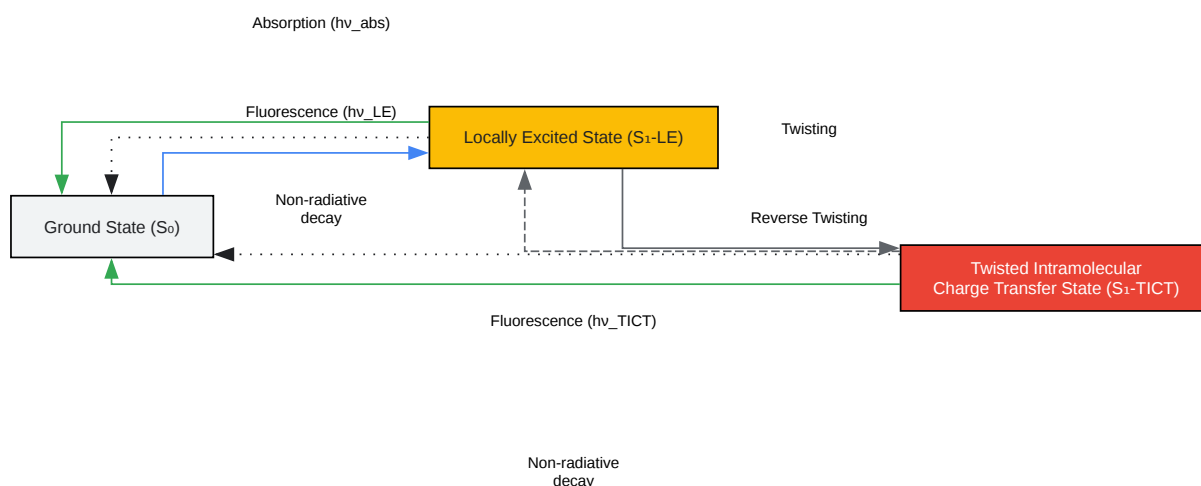 Absorption (hν_abs)
Fluorescence (hν_LE)
Locally Excited State (S₁-LE)
Twisting
Non-radiative
decay
Ground State (S₀)
Reverse Twisting
Twisted Intramolecular
Charge Transfer State (S₁-TICT)
Fluorescence (hν_TICT)
Non-radiative
decay